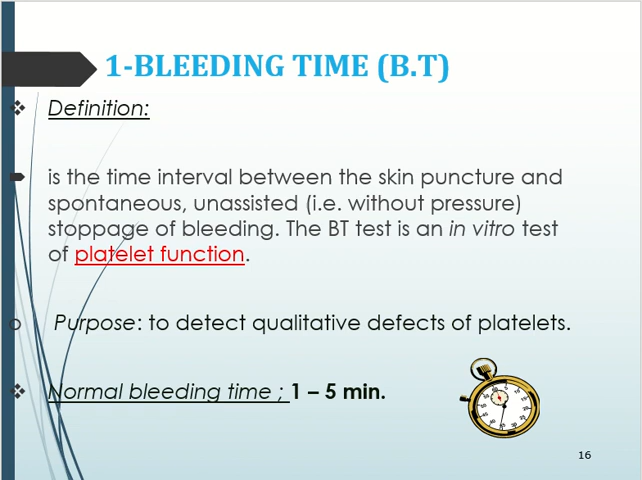 1-BLEEDING TIME (B.T)
Definition:
is the time interval between the skin puncture and
spontaneous, unassisted (i.e. without pressure)
stoppage of bleeding. The BT test is an in vitro test
of platelet function.
Purpose: to detect qualitative defects of platelets.
Normal bleeding time ; 1 – 5 min.
16